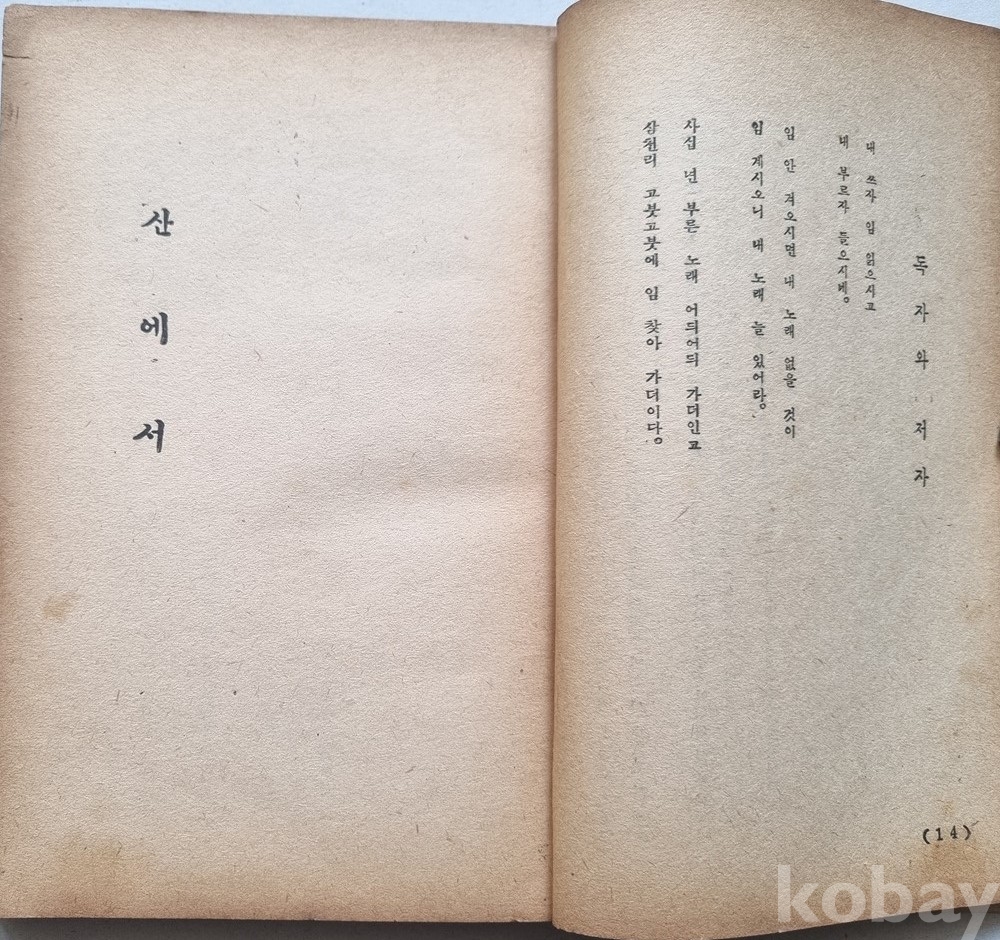 독자와 저자
내 쓰자 임 읽으시고
내 부르자 들으시네。
임 안 겨오시면 내 노래 없을 것이
임 계시오니 내 노래 늘 있어라。
사십 년 부른 노래 어듸어듸 가더인고
삼천리 고붓고붓에 임 찾아 가더이다。
(14)
산에서
kobay